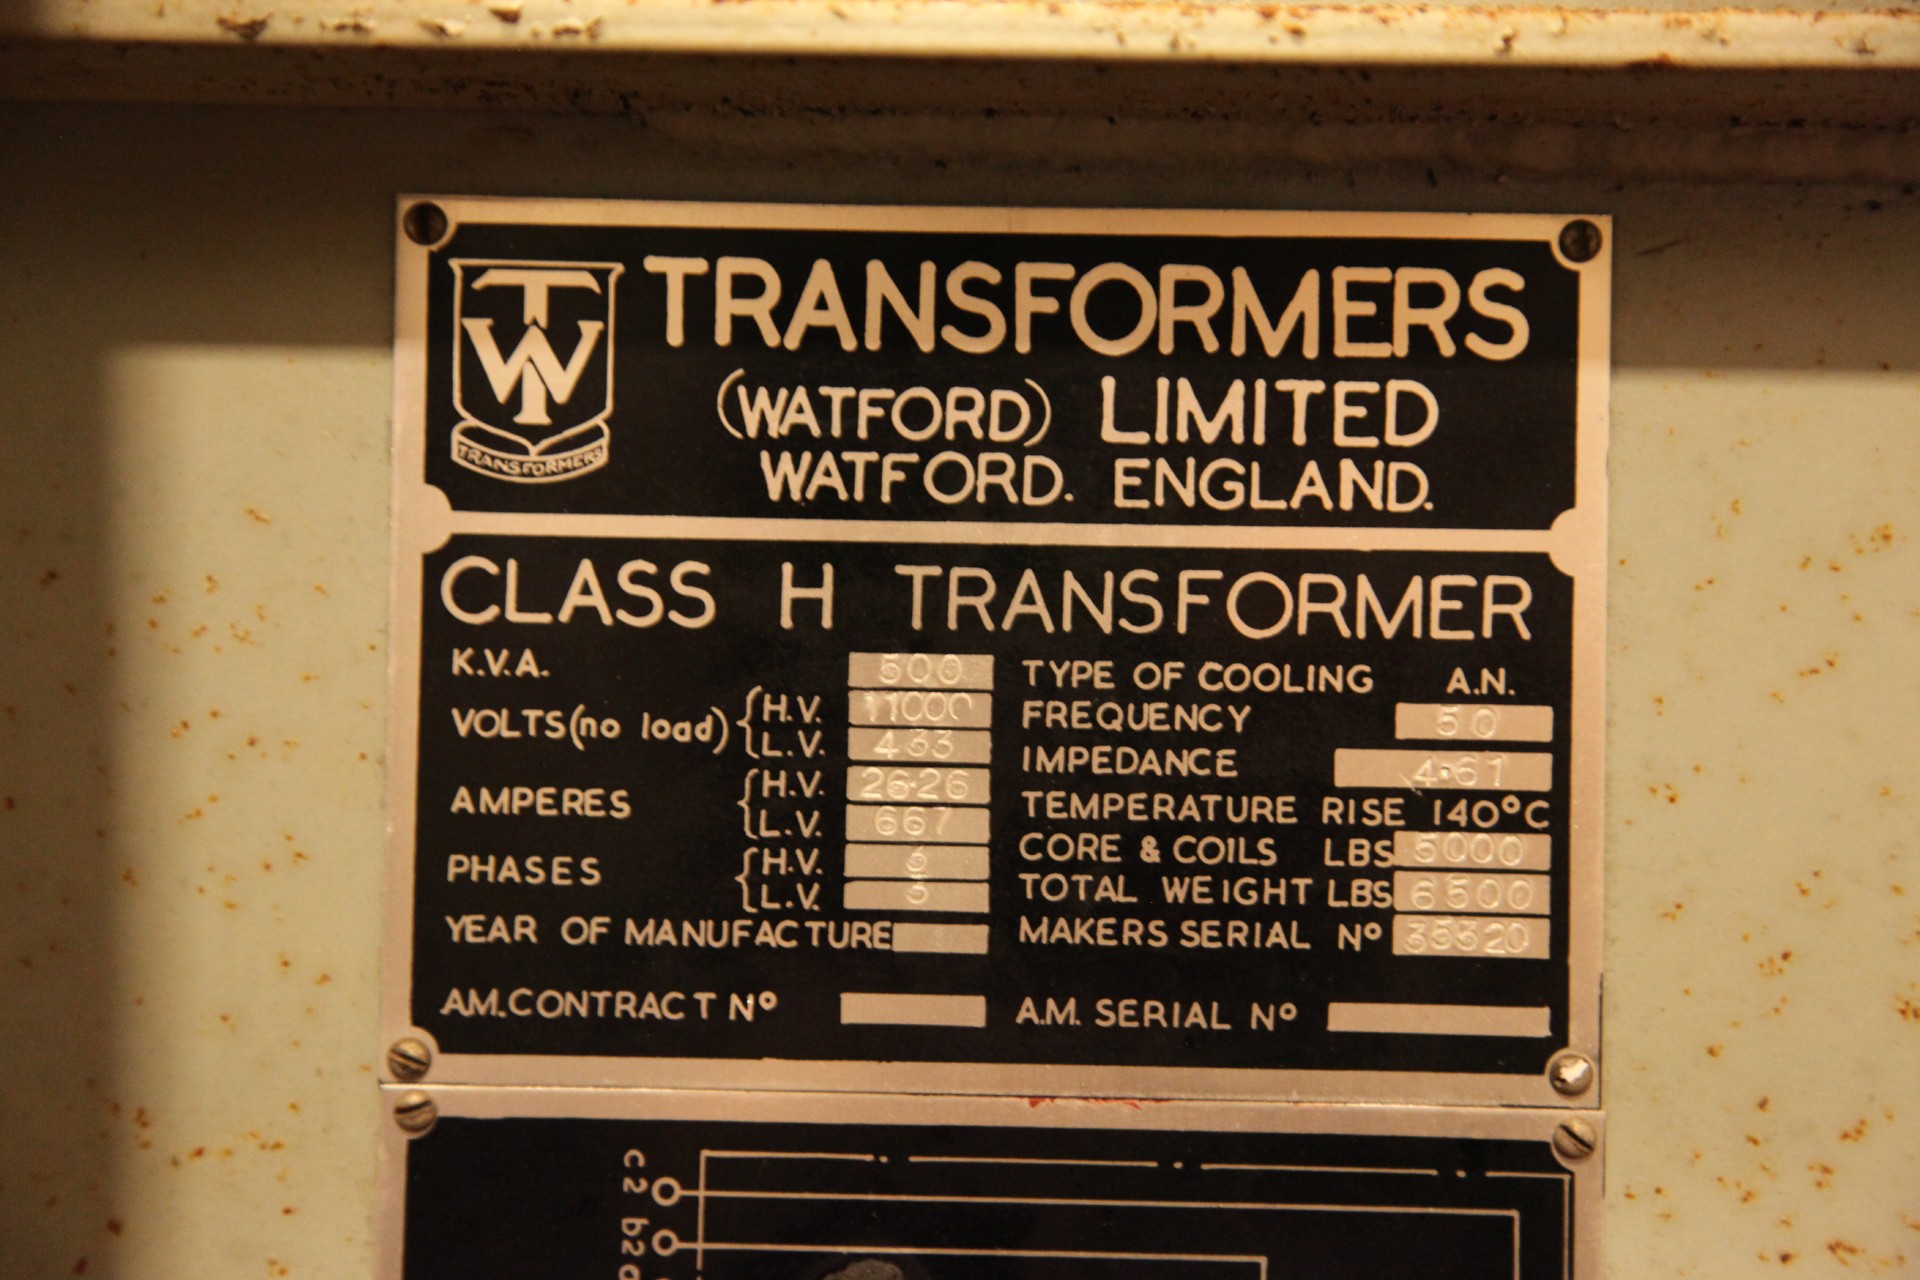 TW TRANSFORMERS
(WATFORD) LIMITED
WATFORD. ENGLAND.
TRANSFORMERS
CLASS H TRANSFORMER
K.V.A. 500 TYPE OF COOLING A.N.
VOLTS (no load) H.V. 11000 FREQUENCY 50
L.V. 433 IMPEDANCE 4.61
AMPERES H.V. 26.26 TEMPERATURE RISE 140°C
L.V. 667 CORE & COILS LBS 5000
PHASES H.V. 3 TOTAL WEIGHT LBS 6500
L.V. 3
YEAR OF MANUFACTURE MAKERS SERIAL Nº 35320
A.M. CONTRACT Nº A.M. SERIAL Nº
c2
b2